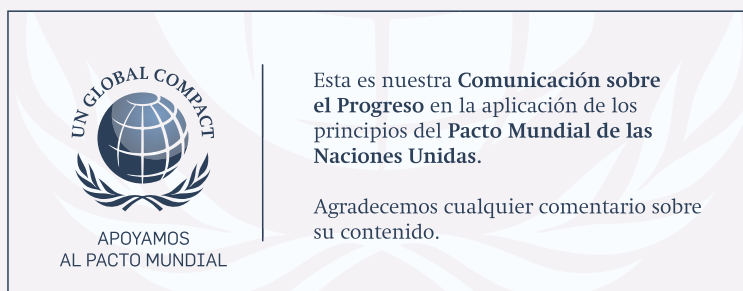 UN GLOBAL COMPACT
APOYAMOS
AL PACTO MUNDIAL
Esta es nuestra Comunicación sobre
el Progreso en la aplicación de los
principios del Pacto Mundial de las
Naciones Unidas.
Agradecemos cualquier comentario sobre
su contenido.